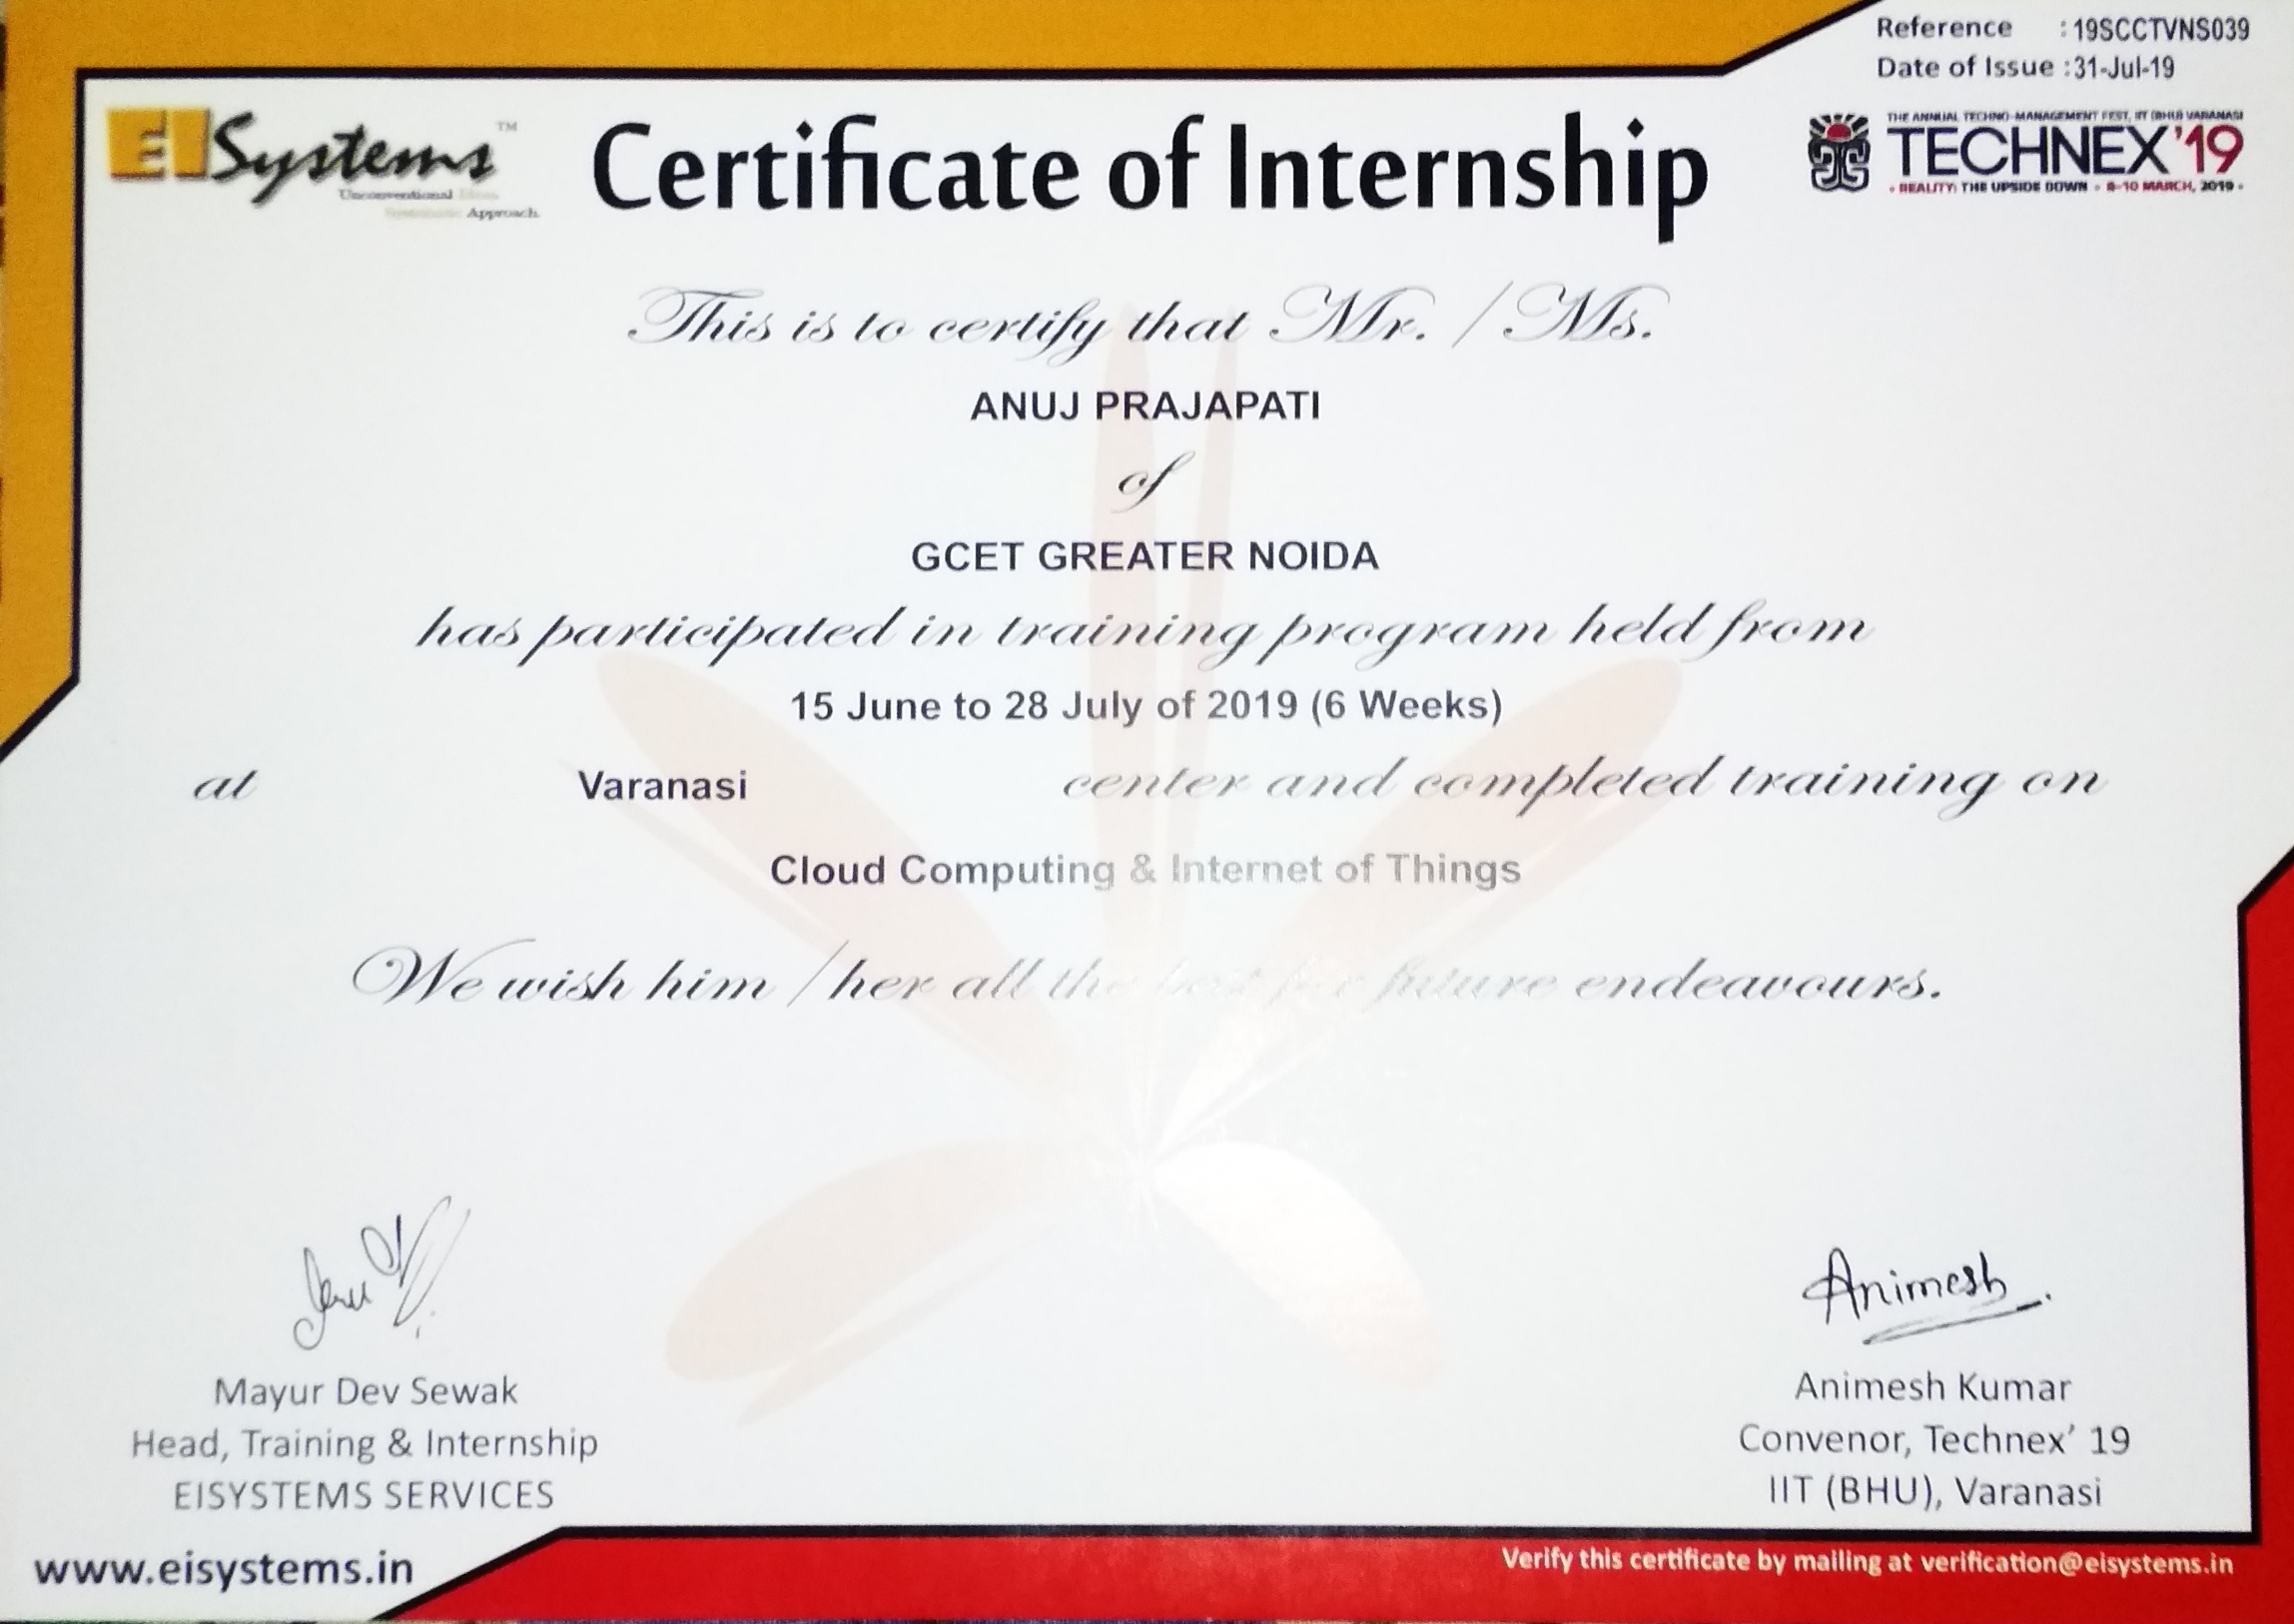 Reference : 19SCCTVNS039
Date of Issue : 31-Jul-19
EISystems TM
Unconventional Ideas
Systematic Approach
Certificate of Internship
THE ANNUAL TECHNO-MANAGEMENT FEST, IIT (BHU) VARANASI
TECHNEX'19
• REALITY: THE UPSIDE DOWN • 8-10 MARCH, 2019 •
This is to certify that Mr. / Ms.
ANUJ PRAJAPATI
of
GCET GREATER NOIDA
has participated in training program held from
15 June to 28 July of 2019 (6 Weeks)
at Varanasi center and completed training on
Cloud Computing & Internet of Things
We wish him / her all the best for future endeavours.
Animesh
Mayur Dev Sewak
Head, Training & Internship
EISYSTEMS SERVICES
Animesh Kumar
Convenor, Technex' 19
IIT (BHU), Varanasi
www.eisystems.in
Verify this certificate by mailing at verification@eisystems.in